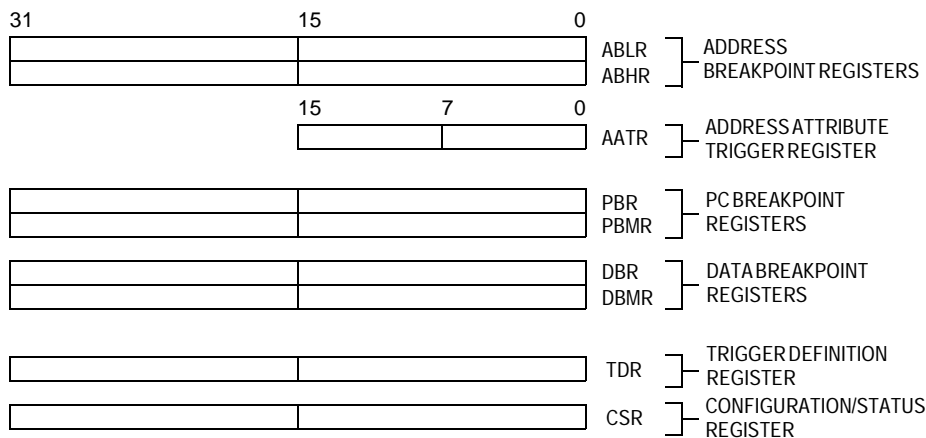 31 15 0
ABLR ADDRESS
ABHR BREAKPOINT REGISTERS
15 7 0
AATR ADDRESS ATTRIBUTE
TRIGGER REGISTER
PBR PC BREAKPOINT
PBMR REGISTERS
DBR DATA BREAKPOINT
DBMR REGISTERS
TDR TRIGGER DEFINITION
REGISTER
CSR CONFIGURATION/STATUS
REGISTER